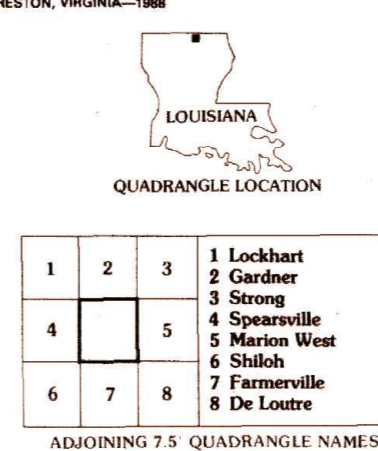 RESTON, VIRGINIA—1988
LOUISIANA
QUADRANGLE LOCATION
1 2 3
4 5
6 7 8
1 Lockhart
2 Gardner
3 Strong
4 Spearsville
5 Marion West
6 Shiloh
7 Farmerville
8 De Loutre
ADJOINING 7.5' QUADRANGLE NAMES